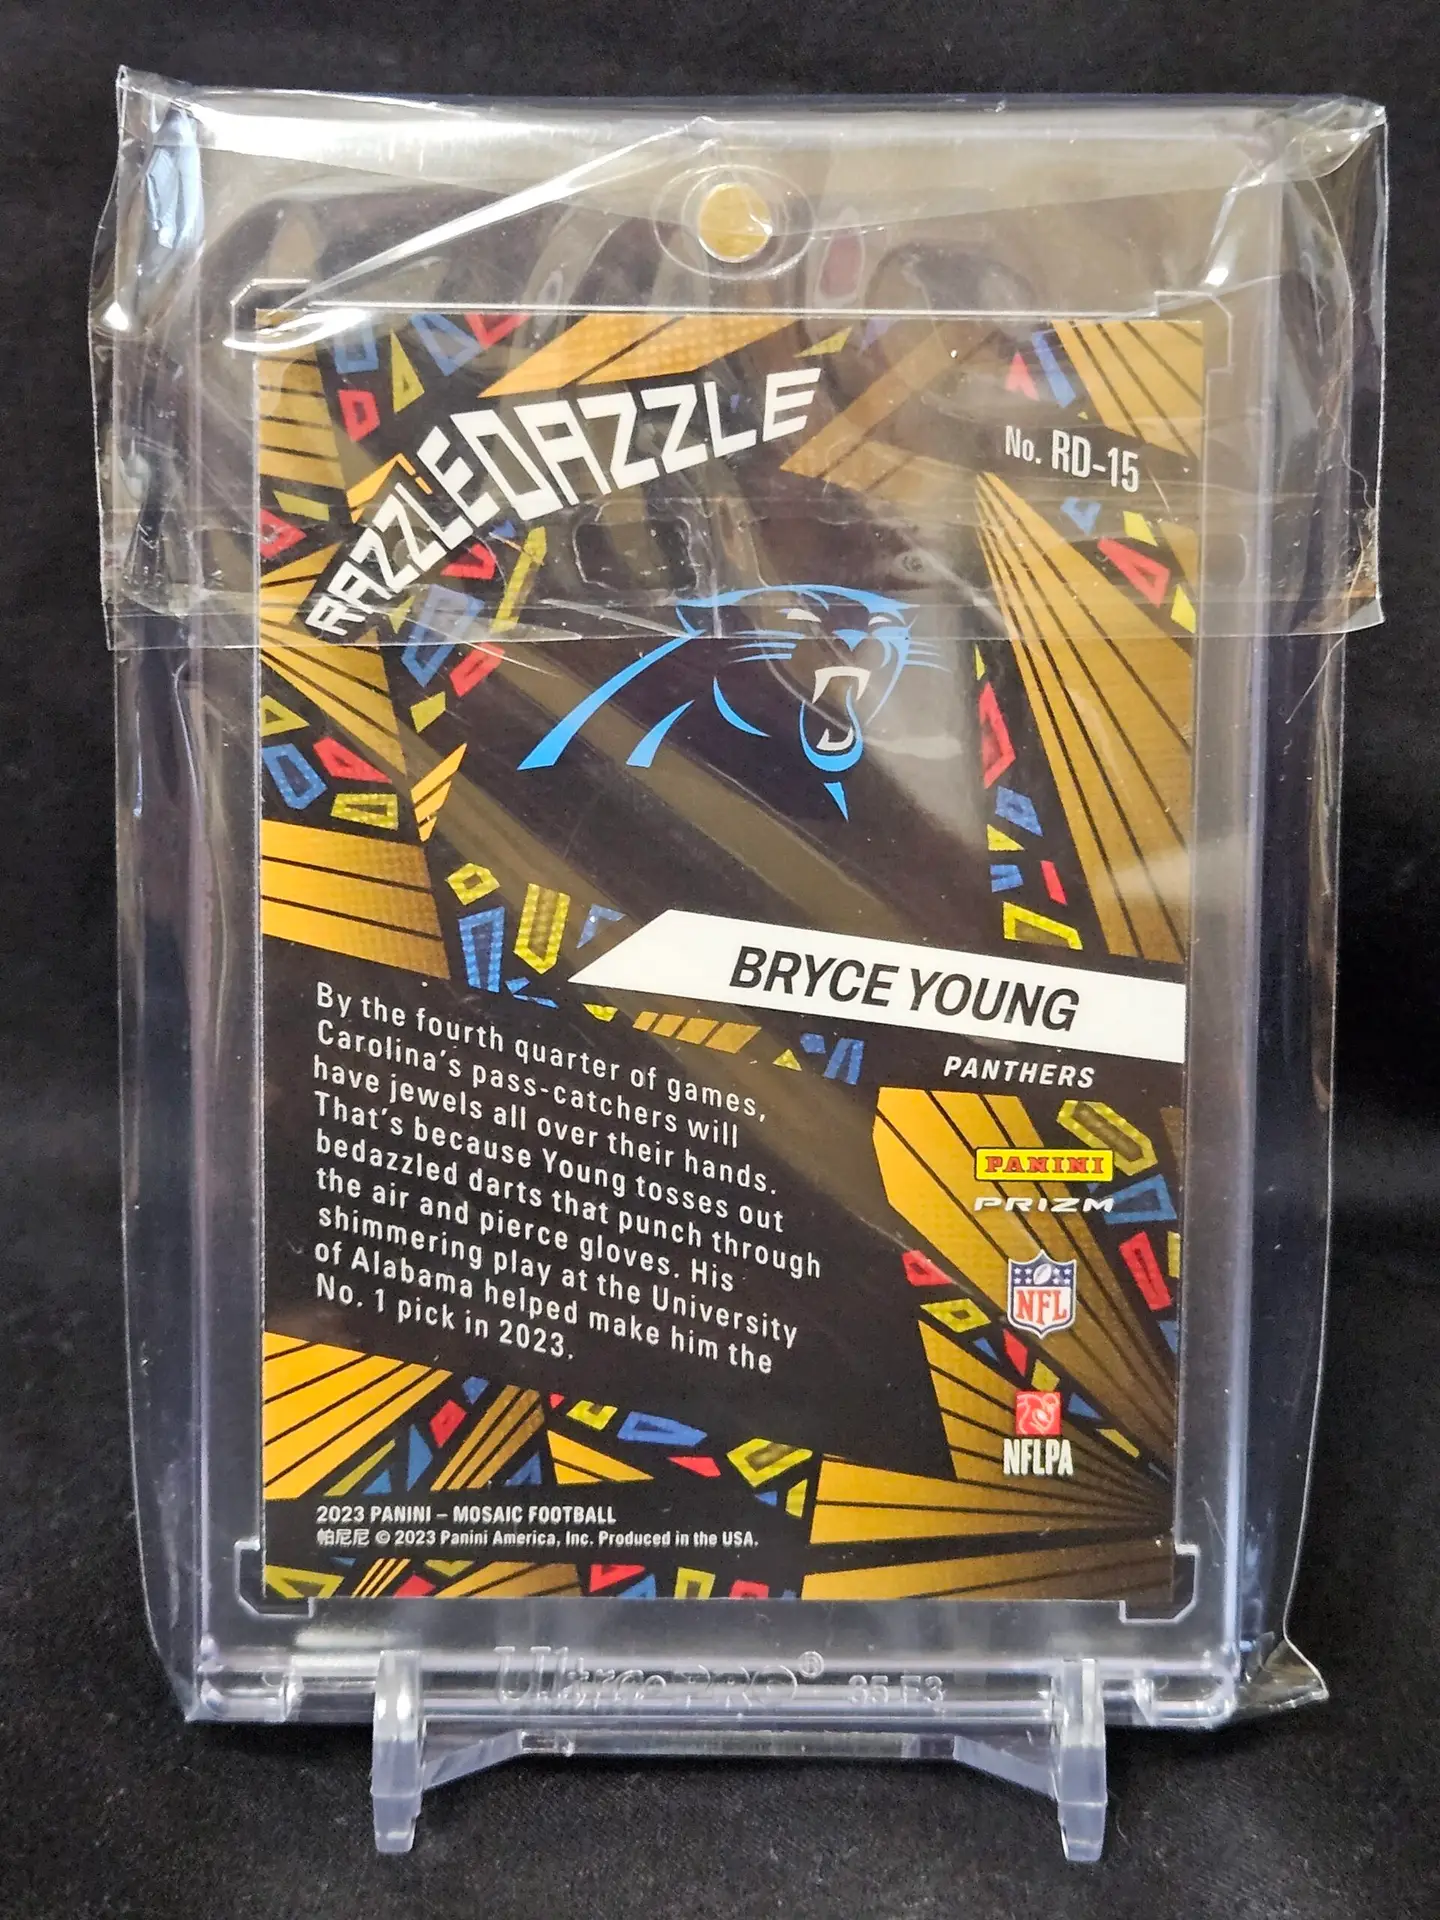 RAZZLE DAZZLE
No. RD-15
BRYCE YOUNG
PANTHERS
By the fourth quarter of games,
Carolina's pass-catchers will
have jewels all over their hands.
That's because Young tosses out
bedazzled darts that punch through
the air and pierce gloves. His
shimmering play at the University
of Alabama helped make him the
No. 1 pick in 2023.
PANINI
PRIZM
NFL
NFLPA
2023 PANINI – MOSAIC FOOTBALL
帕尼尼 © 2023 Panini America, Inc. Produced in the USA.
Ultra PRO®